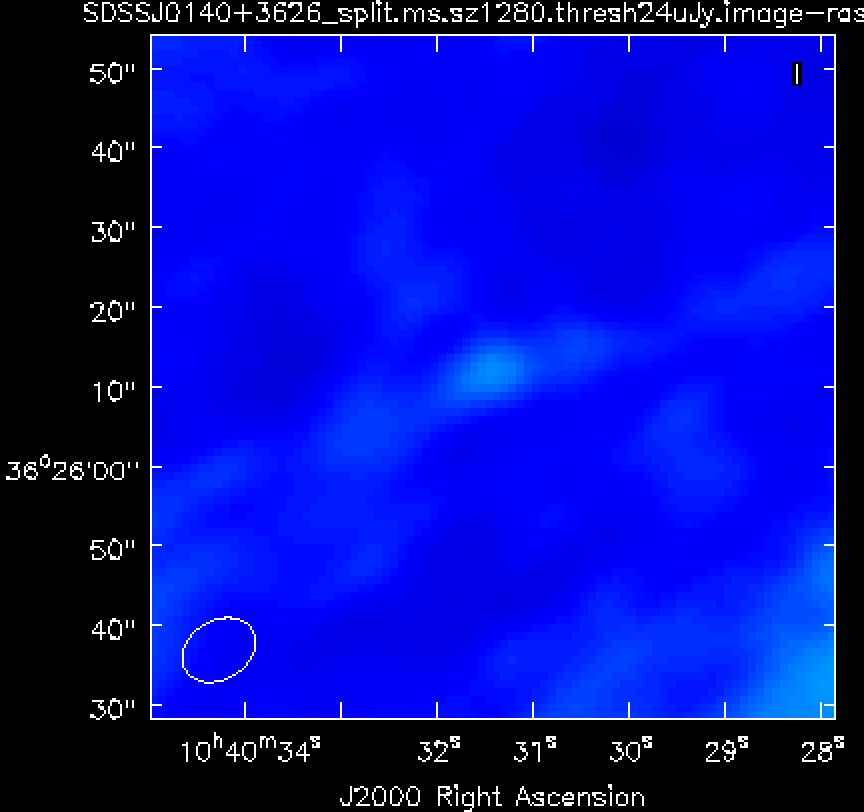 SDSSJ0140+3626_split.ms.sz1280.thresh24uJy.image-ras
I
50"
40"
30"
20"
10"
36°26'00"
50"
40"
30"
10ʰ40ᵐ34ˢ 32ˢ 31ˢ 30ˢ 29ˢ 28ˢ
J2000 Right Ascension